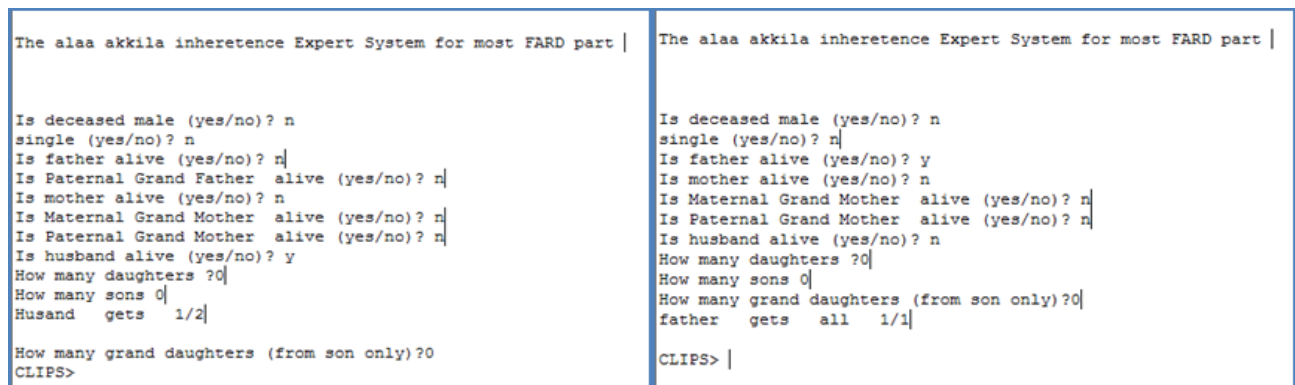 The alaa akkila inheretence Expert System for most FARD part
Is deceased male (yes/no)? n
single (yes/no)? n
Is father alive (yes/no)? n
Is Paternal Grand Father  alive (yes/no)? n
Is mother alive (yes/no)? n
Is Maternal Grand Mother  alive (yes/no)? n
Is Paternal Grand Mother  alive (yes/no)? n
Is husband alive (yes/no)? y
How many daughters ?0
How many sons 0
Husand   gets   1/2
How many grand daughters (from son only)?0
CLIPS>
The alaa akkila inheretence Expert System for most FARD part
Is deceased male (yes/no)? n
single (yes/no)? n
Is father alive (yes/no)? y
Is mother alive (yes/no)? n
Is Maternal Grand Mother  alive (yes/no)? n
Is Paternal Grand Mother  alive (yes/no)? n
Is husband alive (yes/no)? n
How many daughters ?0
How many sons 0
How many grand daughters (from son only)?0
father   gets   all   1/1
CLIPS>